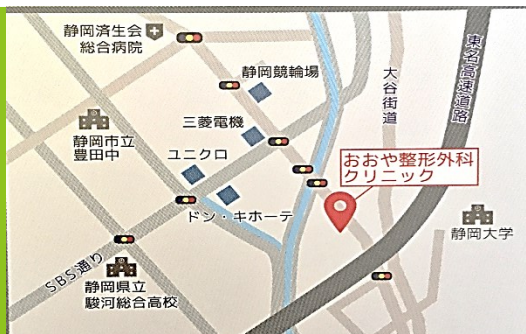 静岡済生会
総合病院
静岡競輪場
三菱電機
静岡市立
豊田中
ユニクロ
ドン・キホーテ
おおや整形外科
クリニック
大谷街道
東名高速道路
静岡大学
SBS通り
静岡県立
駿河総合高校